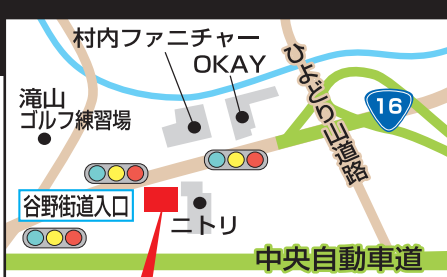 村内ファニチャー
OKAY
ひよどり山道路
滝山
ゴルフ練習場
16
谷野街道入口
ニトリ
中央自動車道